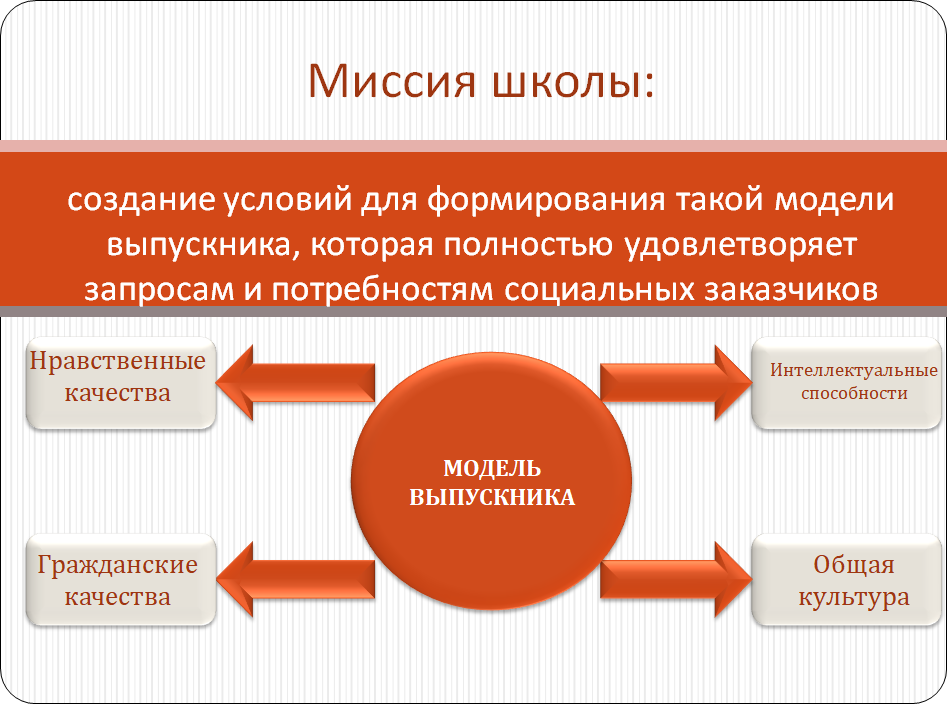 Миссия школы:
создание условий для формирования такой модели
выпускника, которая полностью удовлетворяет
запросам и потребностям социальных заказчиков
Нравственные
качества
Интеллектуальные
способности
МОДЕЛЬ
ВЫПУСКНИКА
Гражданские
качества
Общая
культура